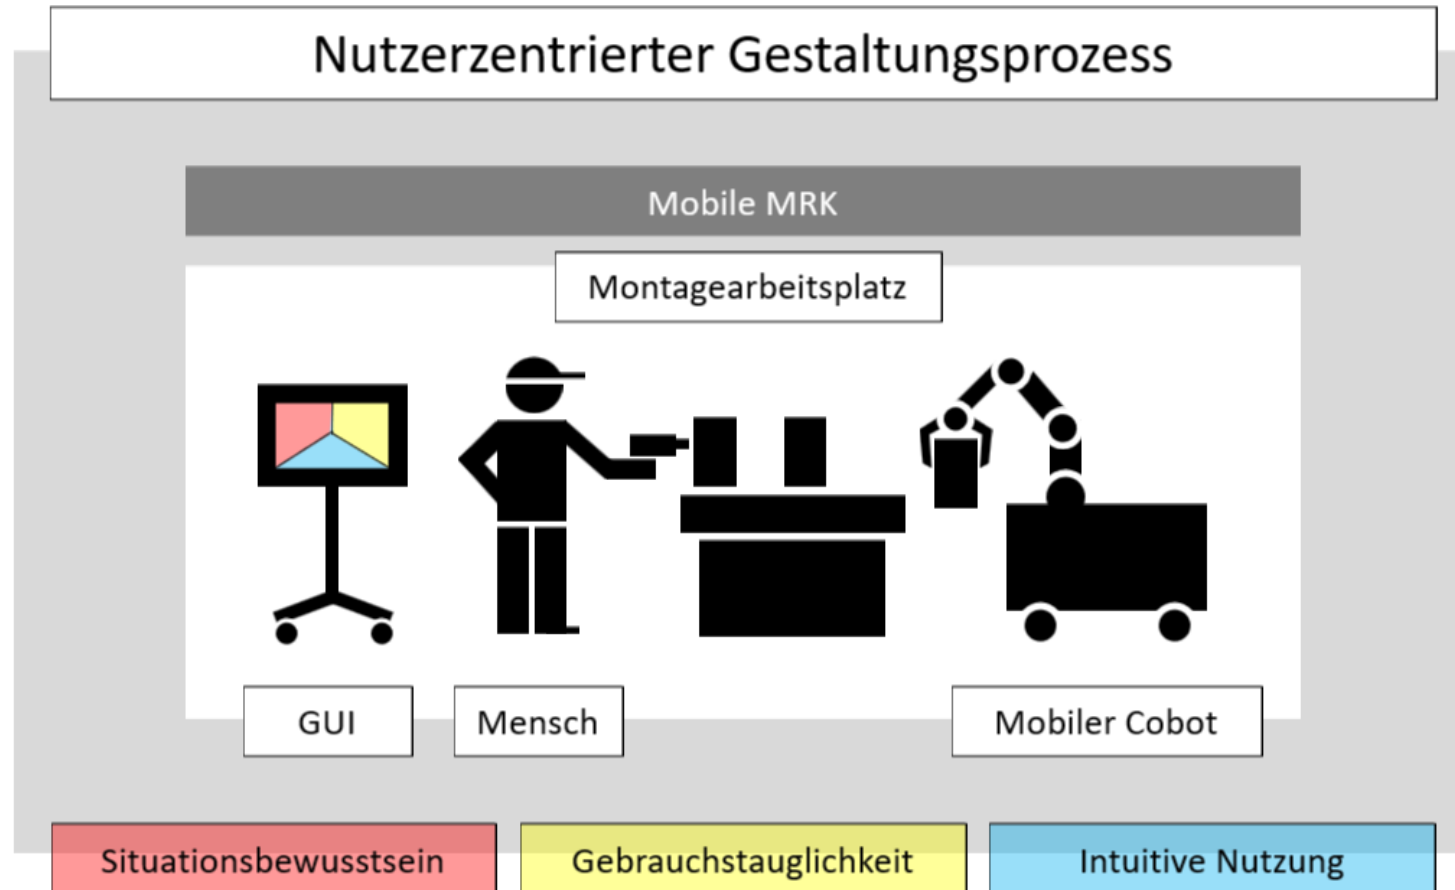 Nutzerzentrierter Gestaltungsprozess
Mobile MRK
Montagearbeitsplatz
GUI
Mensch
Mobiler Cobot
Situationsbewusstsein
Gebrauchstauglichkeit
Intuitive Nutzung